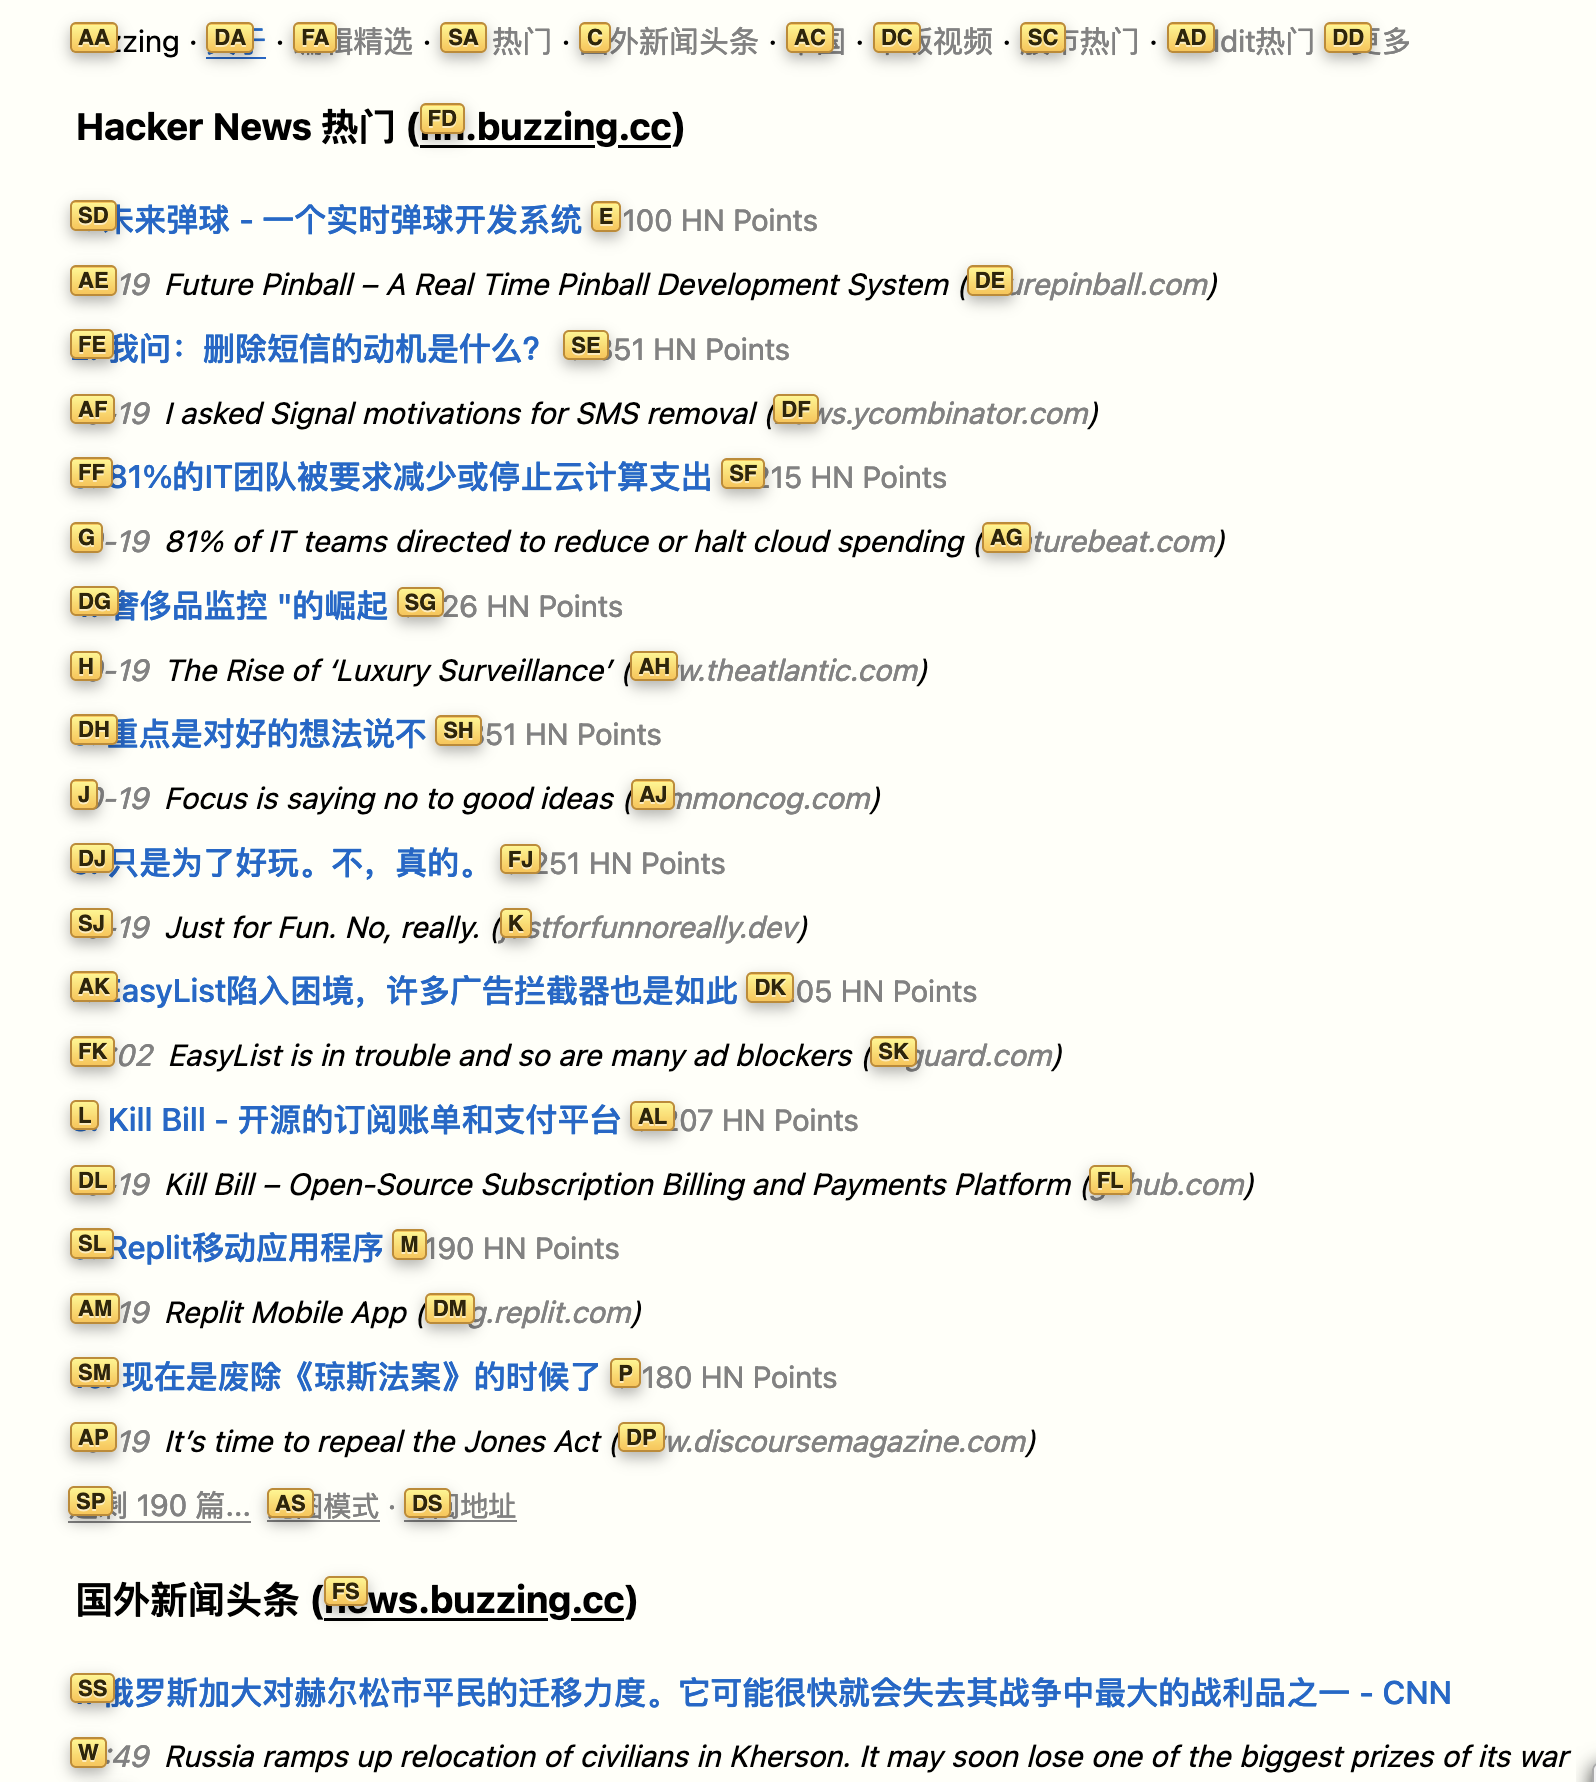 AA zzing · DA · FA 辑精选 · SA 热门 · C 外新闻头条 · AC 国 · DC 版视频 · SC 市热门 · AD ldit热门 DD 更多
Hacker News 热门 (FD .buzzing.cc)
SD 未来弹球 - 一个实时弹球开发系统 E 100 HN Points
AE 19 Future Pinball – A Real Time Pinball Development System (DE urepinball.com)
FE 我问：删除短信的动机是什么？ SE 351 HN Points
AF -19 I asked Signal motivations for SMS removal (DF ws.ycombinator.com)
FF 81%的IT团队被要求减少或停止云计算支出 SF 215 HN Points
G -19 81% of IT teams directed to reduce or halt cloud spending (AG turebeat.com)
DG 奢侈品监控 "的崛起 SG 26 HN Points
H -19 The Rise of ‘Luxury Surveillance’ (AH w.theatlantic.com)
DH 重点是对好的想法说不 SH 351 HN Points
J 0-19 Focus is saying no to good ideas (AJ mmoncog.com)
DJ 只是为了好玩。不，真的。 FJ 251 HN Points
SJ -19 Just for Fun. No, really. (K stforfunnoreally.dev)
AK EasyList陷入困境，许多广告拦截器也是如此 DK 05 HN Points
FK :02 EasyList is in trouble and so are many ad blockers (SK guard.com)
L Kill Bill - 开源的订阅账单和支付平台 AL 207 HN Points
DL -19 Kill Bill – Open-Source Subscription Billing and Payments Platform (FL hub.com)
SL Replit移动应用程序 M 190 HN Points
AM 19 Replit Mobile App (DM g.replit.com)
SM 现在是废除《琼斯法案》的时候了 P 180 HN Points
AP 19 It’s time to repeal the Jones Act (DP w.discoursemagazine.com)
SP 剩 190 篇... AS 图模式 · DS 阅地址
国外新闻头条 (FS news.buzzing.cc)
SS 俄罗斯加大对赫尔松市平民的迁移力度。它可能很快就会失去其战争中最大的战利品之一 - CNN
W :49 Russia ramps up relocation of civilians in Kherson. It may soon lose one of the biggest prizes of its war